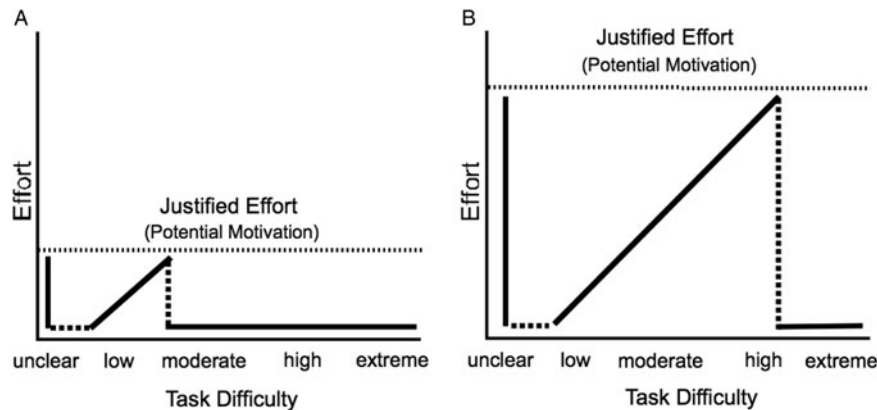 A
Effort
Justified Effort
(Potential Motivation)
unclear low moderate high extreme
Task Difficulty
B
Justified Effort
(Potential Motivation)
Effort
unclear low moderate high extreme
Task Difficulty